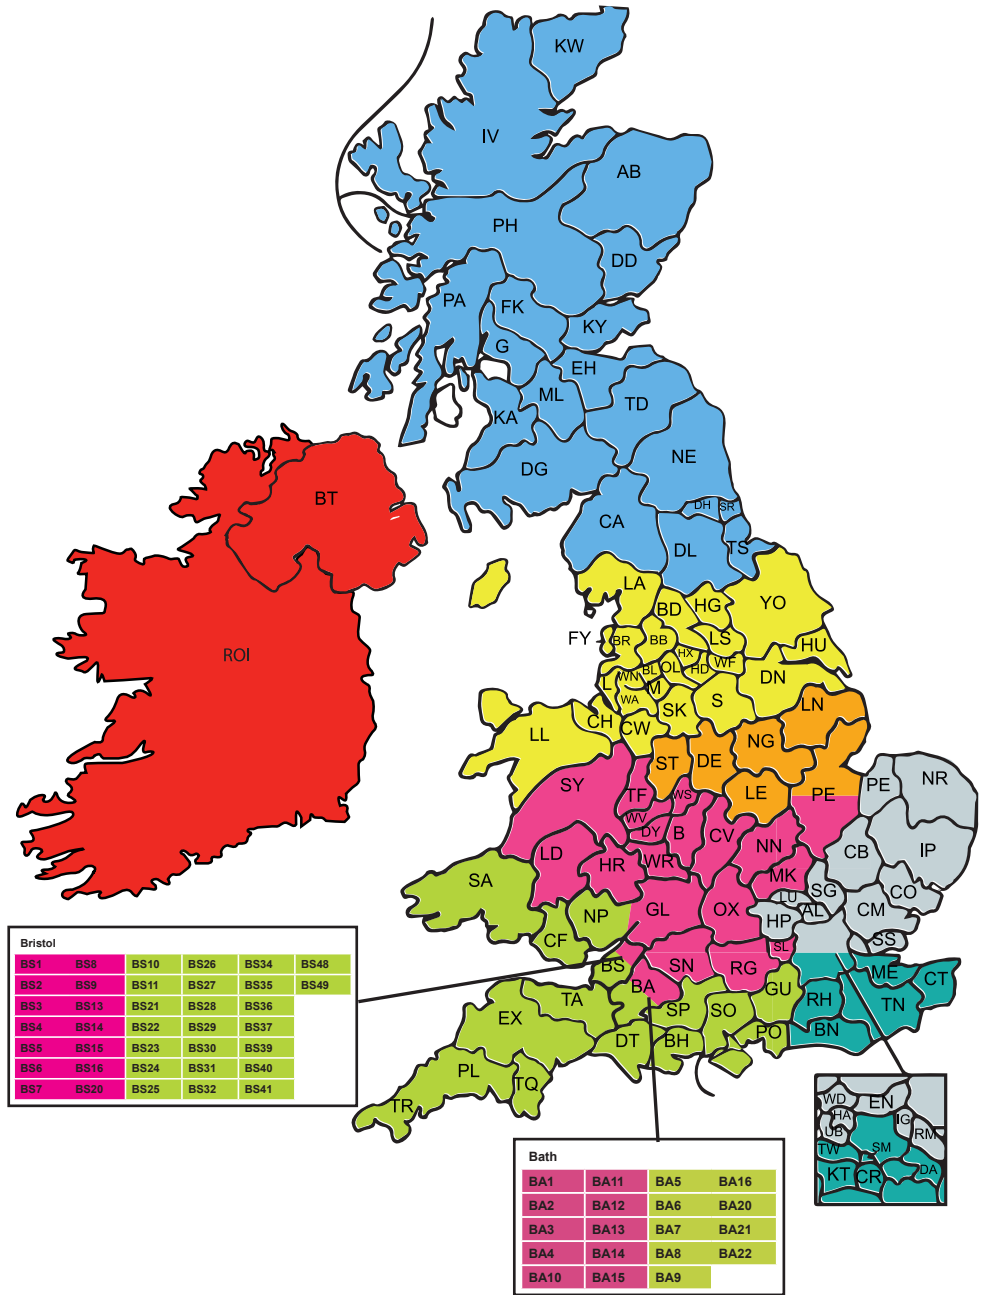 KW
IV
AB
PH
DD
PA
FK
KY
G
EH
ML
TD
KA
NE
DG
BT
DH
SR
CA
DL
TS
LA
YO
BD
HG
FY
BR
BB
LS
HU
ROI
HX
BL
OL
HD
WF
WN
DN
L
M
WA
S
LN
SK
CH
CW
LL
NG
ST
DE
SY
TF
WS
LE
PE
PE
NR
WV
DY
B
CV
NN
CB
IP
LD
HR
WR
MK
SA
LU
SG
CO
NP
GL
OX
HP
AL
CM
CF
SL
SS
BS
SN
RG
ME
CT
BA
GU
TA
SP
SO
RH
TN
EX
DT
BH
PO
BN
PL
TQ
TR
Bristol
BS1 BS8 BS10 BS26 BS34 BS48
BS2 BS9 BS11 BS27 BS35 BS49
BS3 BS13 BS21 BS28 BS36
BS4 BS14 BS22 BS29 BS37
BS5 BS15 BS23 BS30 BS39
BS6 BS16 BS24 BS31 BS40
BS7 BS20 BS25 BS32 BS41
WD
EN
HA
IG
UB
RM
TW
SM
KT
CR
DA
Bath
BA1 BA11 BA5 BA16
BA2 BA12 BA6 BA20
BA3 BA13 BA7 BA21
BA4 BA14 BA8 BA22
BA10 BA15 BA9